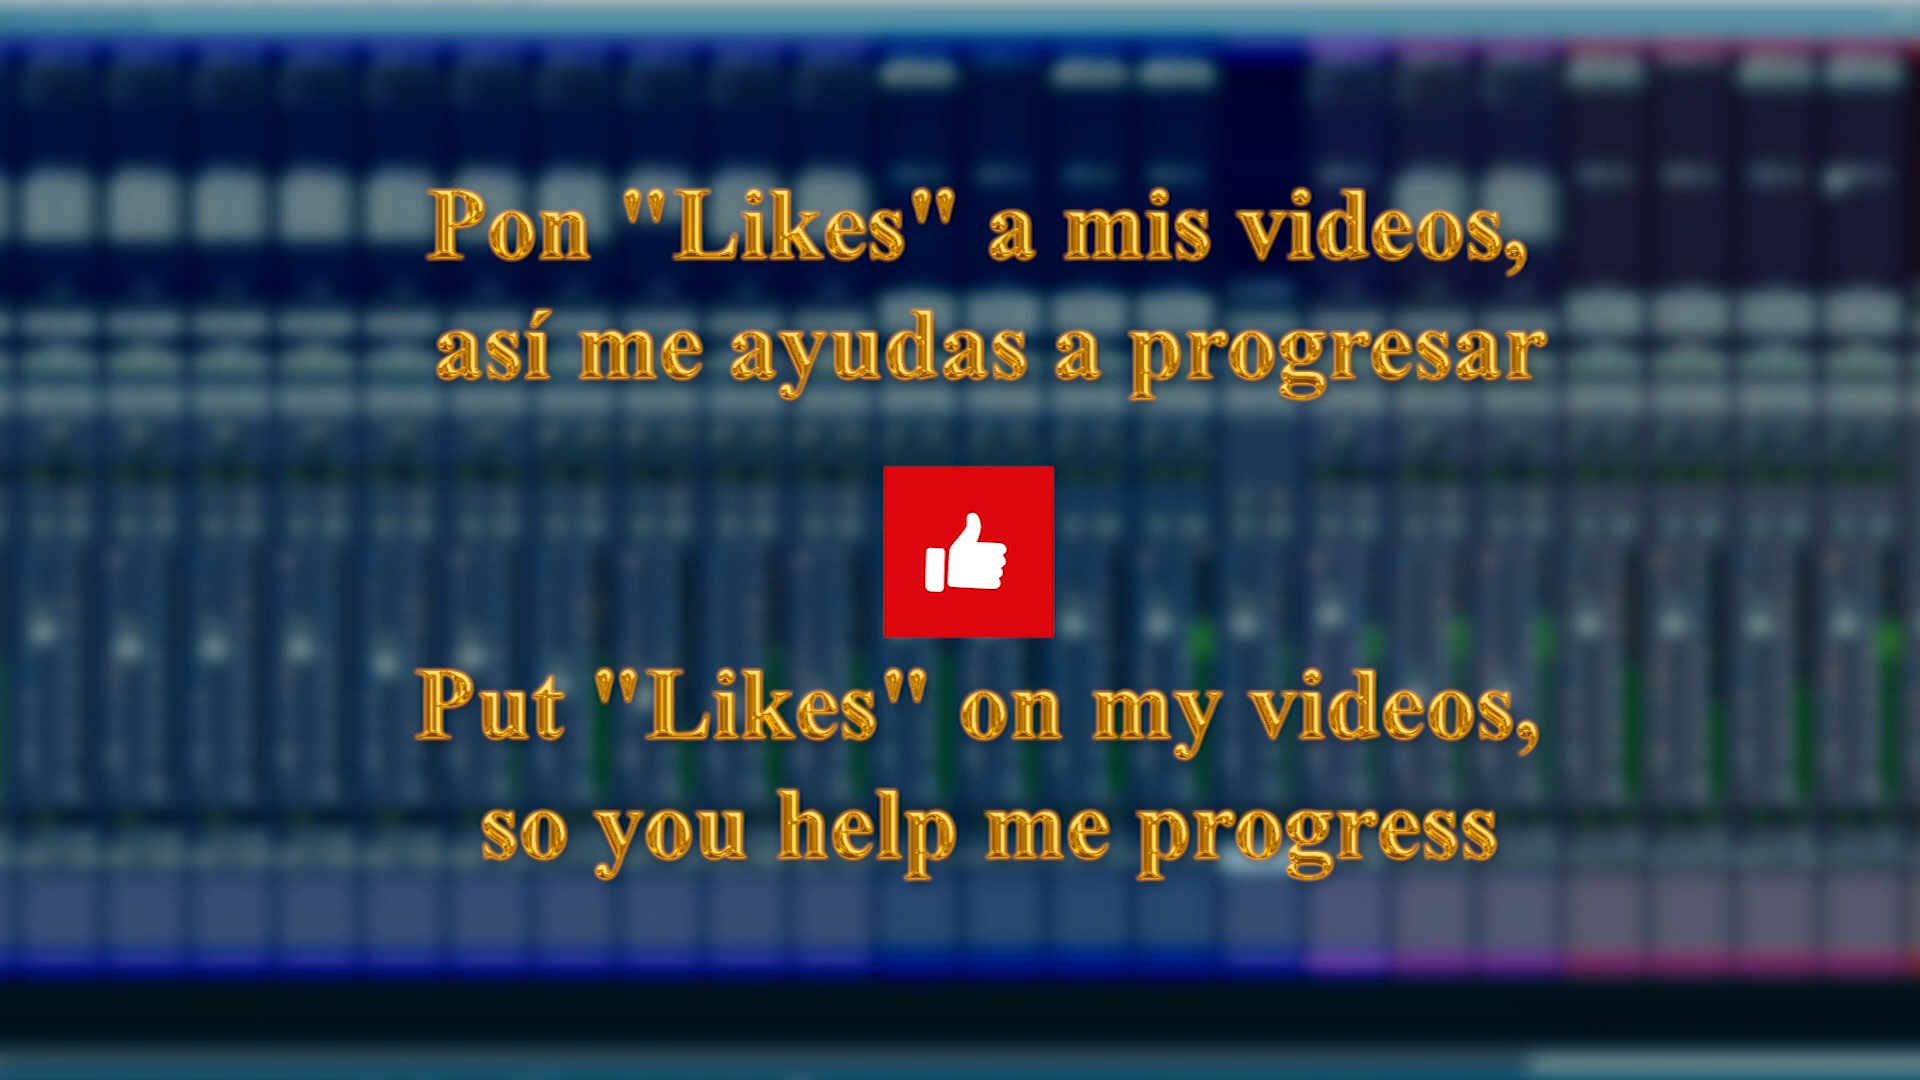 Pon "Likes" a mis videos,
así me ayudas a progresar
Put "Likes" on my videos,
so you help me progress